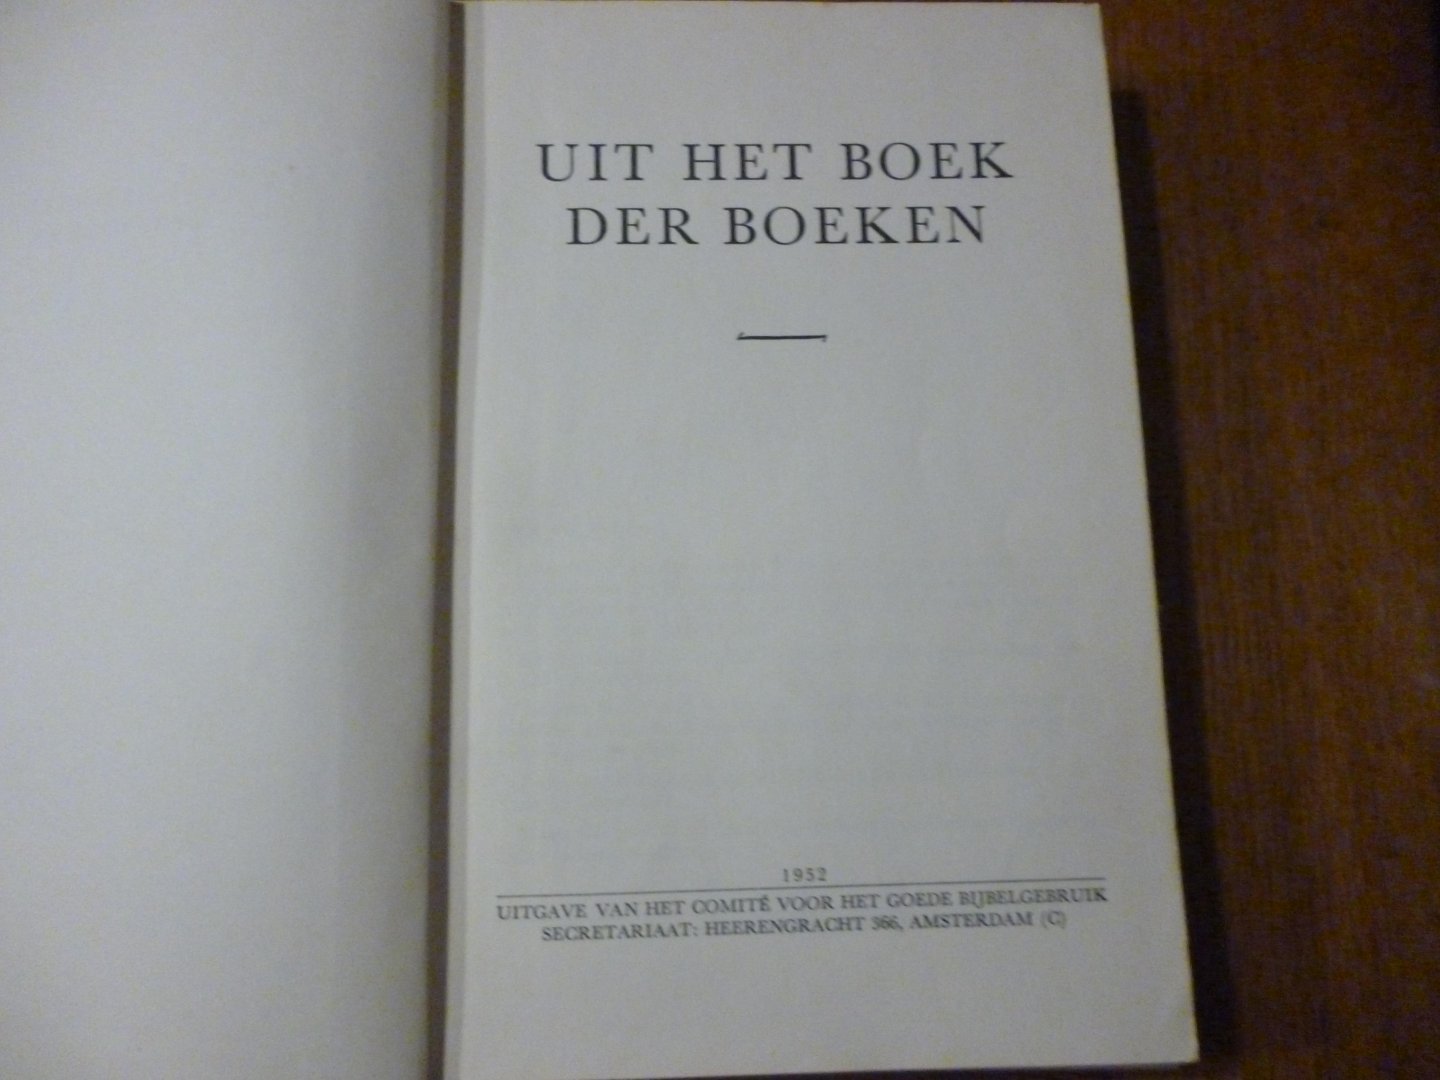 UIT HET BOEK
DER BOEKEN
1952
UITGAVE VAN HET COMITÉ VOOR HET GOEDE BIJBELGEBRUIK
SECRETARIAAT: HEERENGRACHT 366, AMSTERDAM (C)